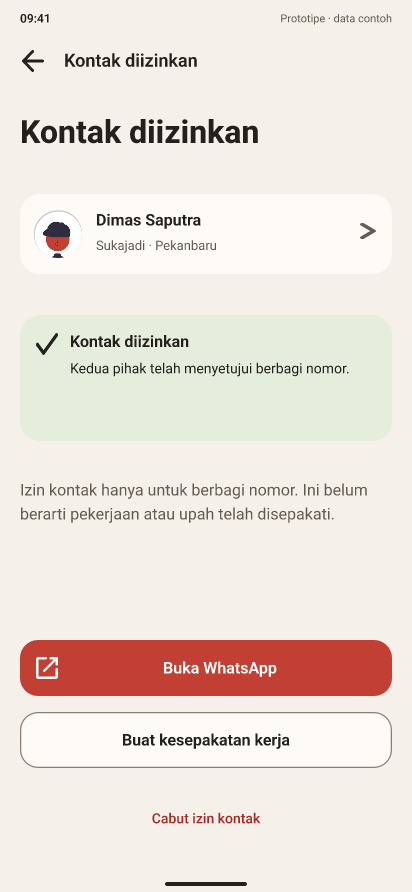 09:41
Prototipe · data contoh
Kontak diizinkan
Kontak diizinkan
Dimas Saputra
Sukajadi · Pekanbaru
Kontak diizinkan
Kedua pihak telah menyetujui berbagi nomor.
Izin kontak hanya untuk berbagi nomor. Ini belum
berarti pekerjaan atau upah telah disepakati.
Buka WhatsApp
Buat kesepakatan kerja
Cabut izin kontak